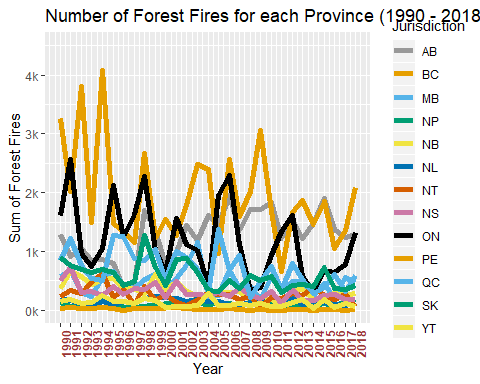 Number of Forest Fires for each Province (1990 - 2018
Jurisdiction
AB
BC
MB
NP
NB
NL
NT
NS
ON
PE
QC
SK
YT
Sum of Forest Fires
4k
3k
2k
1k
0k
1990
1991
1992
1993
1994
1995
1996
1997
1998
1999
2000
2001
2002
2003
2004
2005
2006
2007
2008
2009
2010
2011
2012
2013
2014
2015
2016
2017
2018
Year